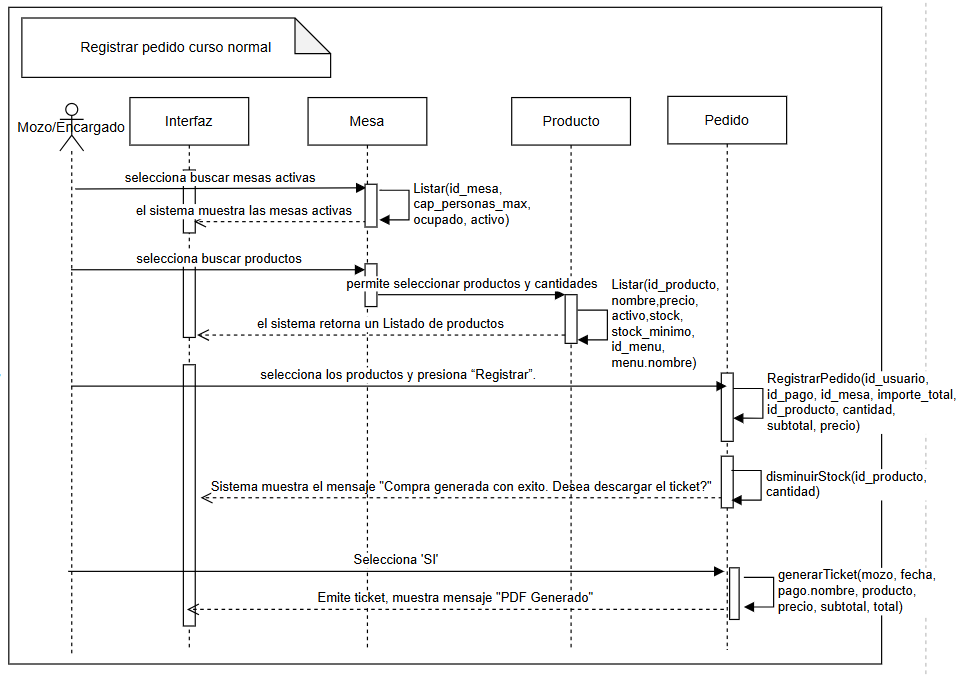 Registrar pedido curso normal
Mozo/Encargado
Interfaz
Mesa
Producto
Pedido
selecciona buscar mesas activas
Listar(id_mesa,
cap_personas_max,
ocupado, activo)
el sistema muestra las mesas activas
selecciona buscar productos
permite seleccionar productos y cantidades
Listar(id_producto,
nombre,precio,
activo,stock,
stock_minimo,
id_menu,
menu.nombre)
el sistema retorna un Listado de productos
selecciona los productos y presiona “Registrar”.
RegistrarPedido(id_usuario,
id_pago, id_mesa, importe_total,
id_producto, cantidad,
subtotal, precio)
Sistema muestra el mensaje "Compra generada con exito. Desea descargar el ticket?"
disminuirStock(id_producto,
cantidad)
Selecciona 'SI'
generarTicket(mozo, fecha,
pago.nombre, producto,
precio, subtotal, total)
Emite ticket, muestra mensaje "PDF Generado"